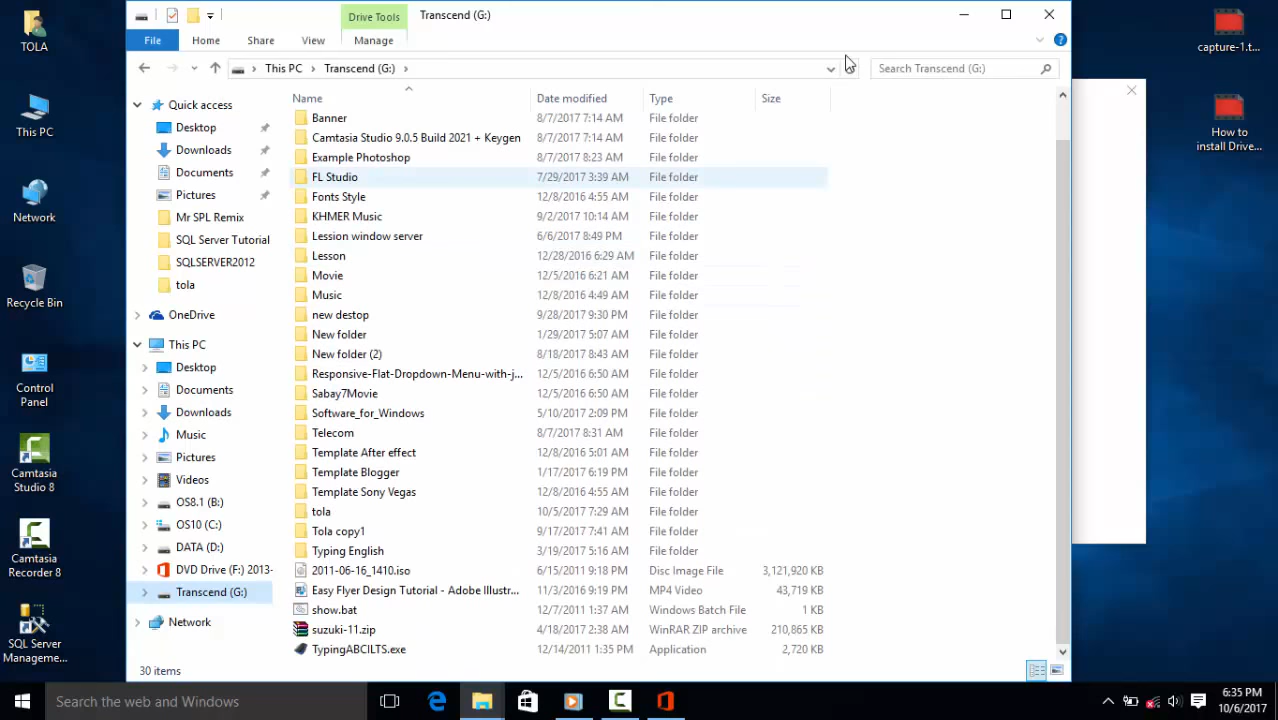 TOLA
This PC
Network
Recycle Bin
Control
Panel
Camtasia
Studio 8
Camtasia
Recorder 8
SQL Server
Manageme...
Drive Tools
Transcend (G:)
File
Home
Share
View
Manage
This PC
Transcend (G:)
Search Transcend (G:)
Quick access
Desktop
Downloads
Documents
Pictures
Mr SPL Remix
SQL Server Tutorial
SQLSERVER2012
tola
OneDrive
This PC
Desktop
Documents
Downloads
Music
Pictures
Videos
OS8.1 (B:)
OS10 (C:)
DATA (D:)
DVD Drive (F:) 2013-
Transcend (G:)
Network
Name Date modified Type Size
Banner 8/7/2017 7:14 AM File folder
Camtasia Studio 9.0.5 Build 2021 + Keygen 8/7/2017 7:14 AM File folder
Example Photoshop 8/7/2017 8:23 AM File folder
FL Studio 7/29/2017 3:39 AM File folder
Fonts Style 12/8/2016 4:55 AM File folder
KHMER Music 9/2/2017 10:14 AM File folder
Lession window server 6/6/2017 8:49 PM File folder
Lesson 12/28/2016 6:29 AM File folder
Movie 12/5/2016 6:21 AM File folder
Music 12/8/2016 4:49 AM File folder
new destop 9/28/2017 9:30 PM File folder
New folder 1/29/2017 5:07 AM File folder
New folder (2) 8/18/2017 8:43 AM File folder
Responsive-Flat-Dropdown-Menu-with-j... 12/5/2016 6:50 AM File folder
Sabay7Movie 12/5/2016 6:50 AM File folder
Software_for_Windows 5/10/2017 2:09 PM File folder
Telecom 8/7/2017 8:31 AM File folder
Template After effect 12/8/2016 5:01 AM File folder
Template Blogger 1/17/2017 6:19 PM File folder
Template Sony Vegas 12/8/2016 4:55 AM File folder
tola 10/5/2017 7:29 AM File folder
Tola copy1 9/17/2017 7:41 AM File folder
Typing English 3/19/2017 5:16 AM File folder
2011-06-16_1410.iso 6/15/2011 9:18 PM Disc Image File 3,121,920 KB
Easy Flyer Design Tutorial - Adobe Illustr... 11/3/2016 9:19 PM MP4 Video 43,719 KB
show.bat 12/7/2011 1:37 AM Windows Batch File 1 KB
suzuki-11.zip 4/18/2017 2:38 AM WinRAR ZIP archive 210,865 KB
TypingABCILTS.exe 12/14/2011 1:35 PM Application 2,720 KB
30 items
capture-1.t...
How to
install Drive...
Search the web and Windows
6:35 PM
10/6/2017